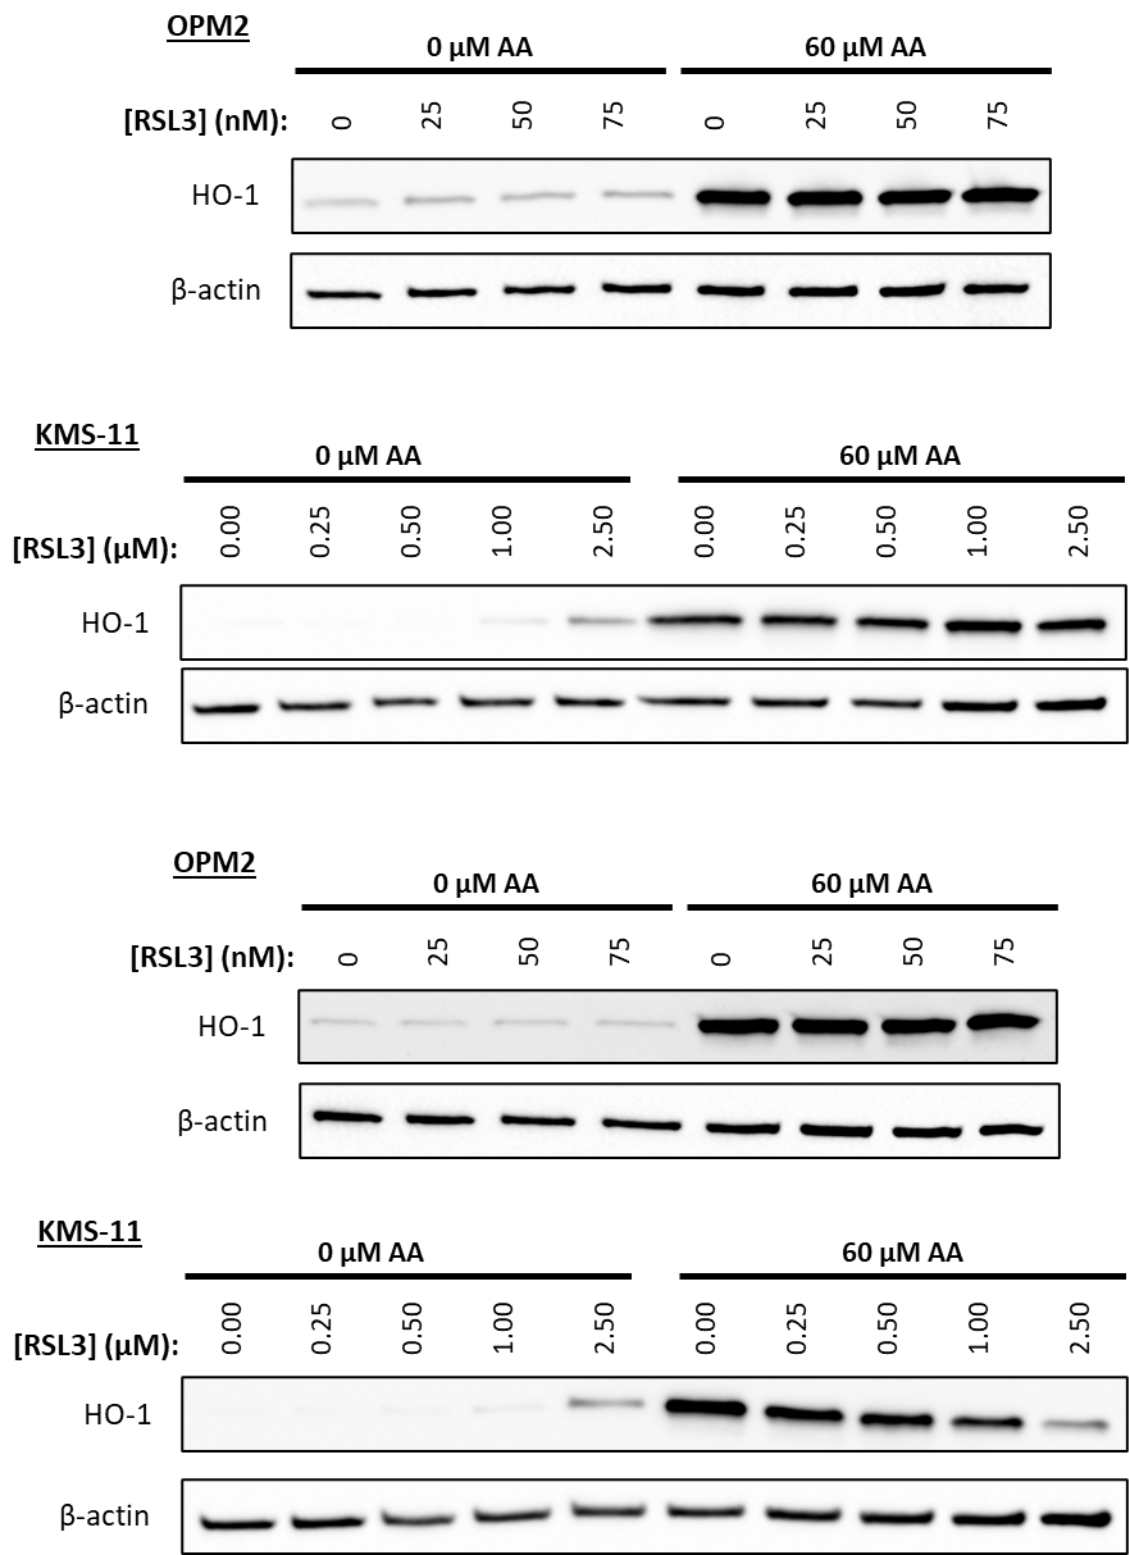 OPM2
0 µM AA 60 µM AA
[RSL3] (nM): 0 25 50 75 0 25 50 75
HO-1
β-actin
KMS-11
0 µM AA 60 µM AA
[RSL3] (µM): 0.00 0.25 0.50 1.00 2.50 0.00 0.25 0.50 1.00 2.50
HO-1
β-actin
OPM2
0 µM AA 60 µM AA
[RSL3] (nM): 0 25 50 75 0 25 50 75
HO-1
β-actin
KMS-11
0 µM AA 60 µM AA
[RSL3] (µM): 0.00 0.25 0.50 1.00 2.50 0.00 0.25 0.50 1.00 2.50
HO-1
β-actin